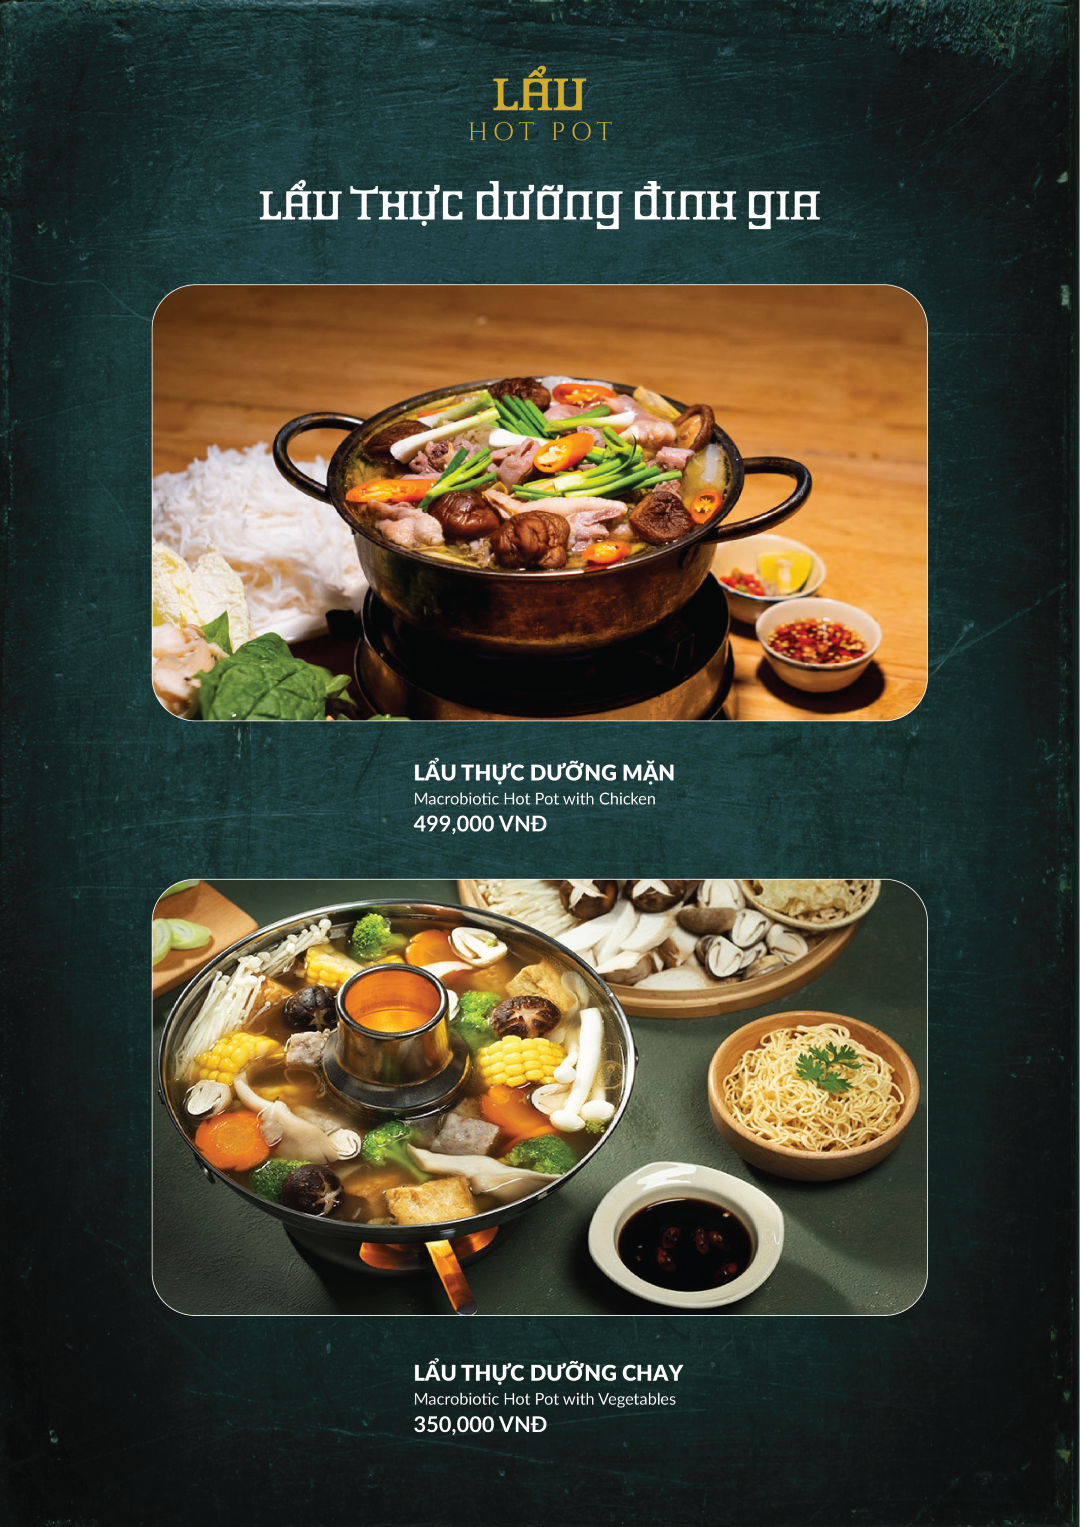 LẨU
HOT POT
LẨU THỰC DƯỠNG ĐINH GIA
LẨU THỰC DƯỠNG MẶN
Macrobiotic Hot Pot with Chicken
499,000 VNĐ
LẨU THỰC DƯỠNG CHAY
Macrobiotic Hot Pot with Vegetables
350,000 VNĐ